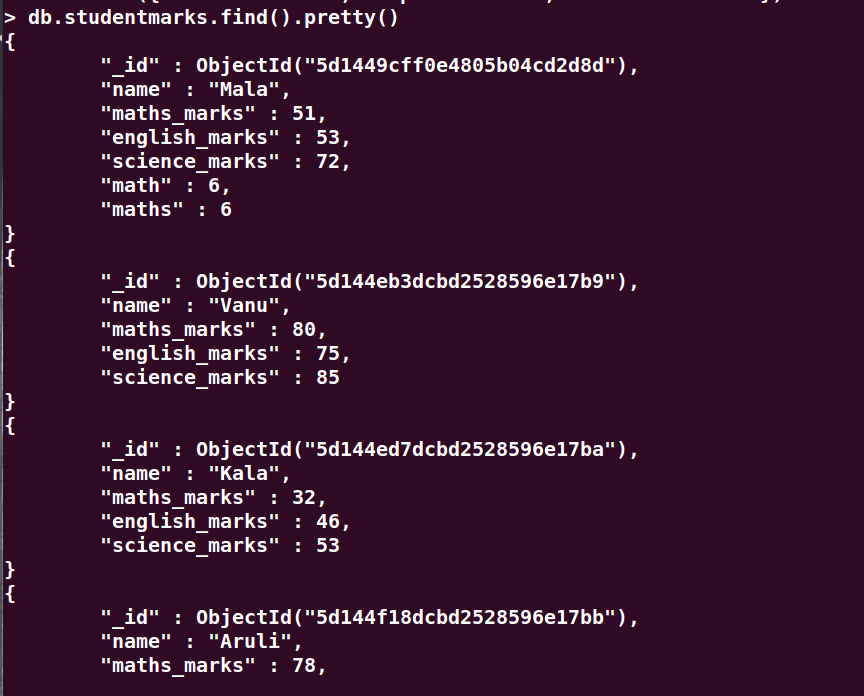 > db.studentmarks.find().pretty()
{
"_id" : ObjectId("5d1449cff0e4805b04cd2d8d"),
"name" : "Mala",
"maths_marks" : 51,
"english_marks" : 53,
"science_marks" : 72,
"math" : 6,
"maths" : 6
}
{
"_id" : ObjectId("5d144eb3dcbd2528596e17b9"),
"name" : "Vanu",
"maths_marks" : 80,
"english_marks" : 75,
"science_marks" : 85
}
{
"_id" : ObjectId("5d144ed7dcbd2528596e17ba"),
"name" : "Kala",
"maths_marks" : 32,
"english_marks" : 46,
"science_marks" : 53
}
{
"_id" : ObjectId("5d144f18dcbd2528596e17bb"),
"name" : "Aruli",
"maths_marks" : 78,